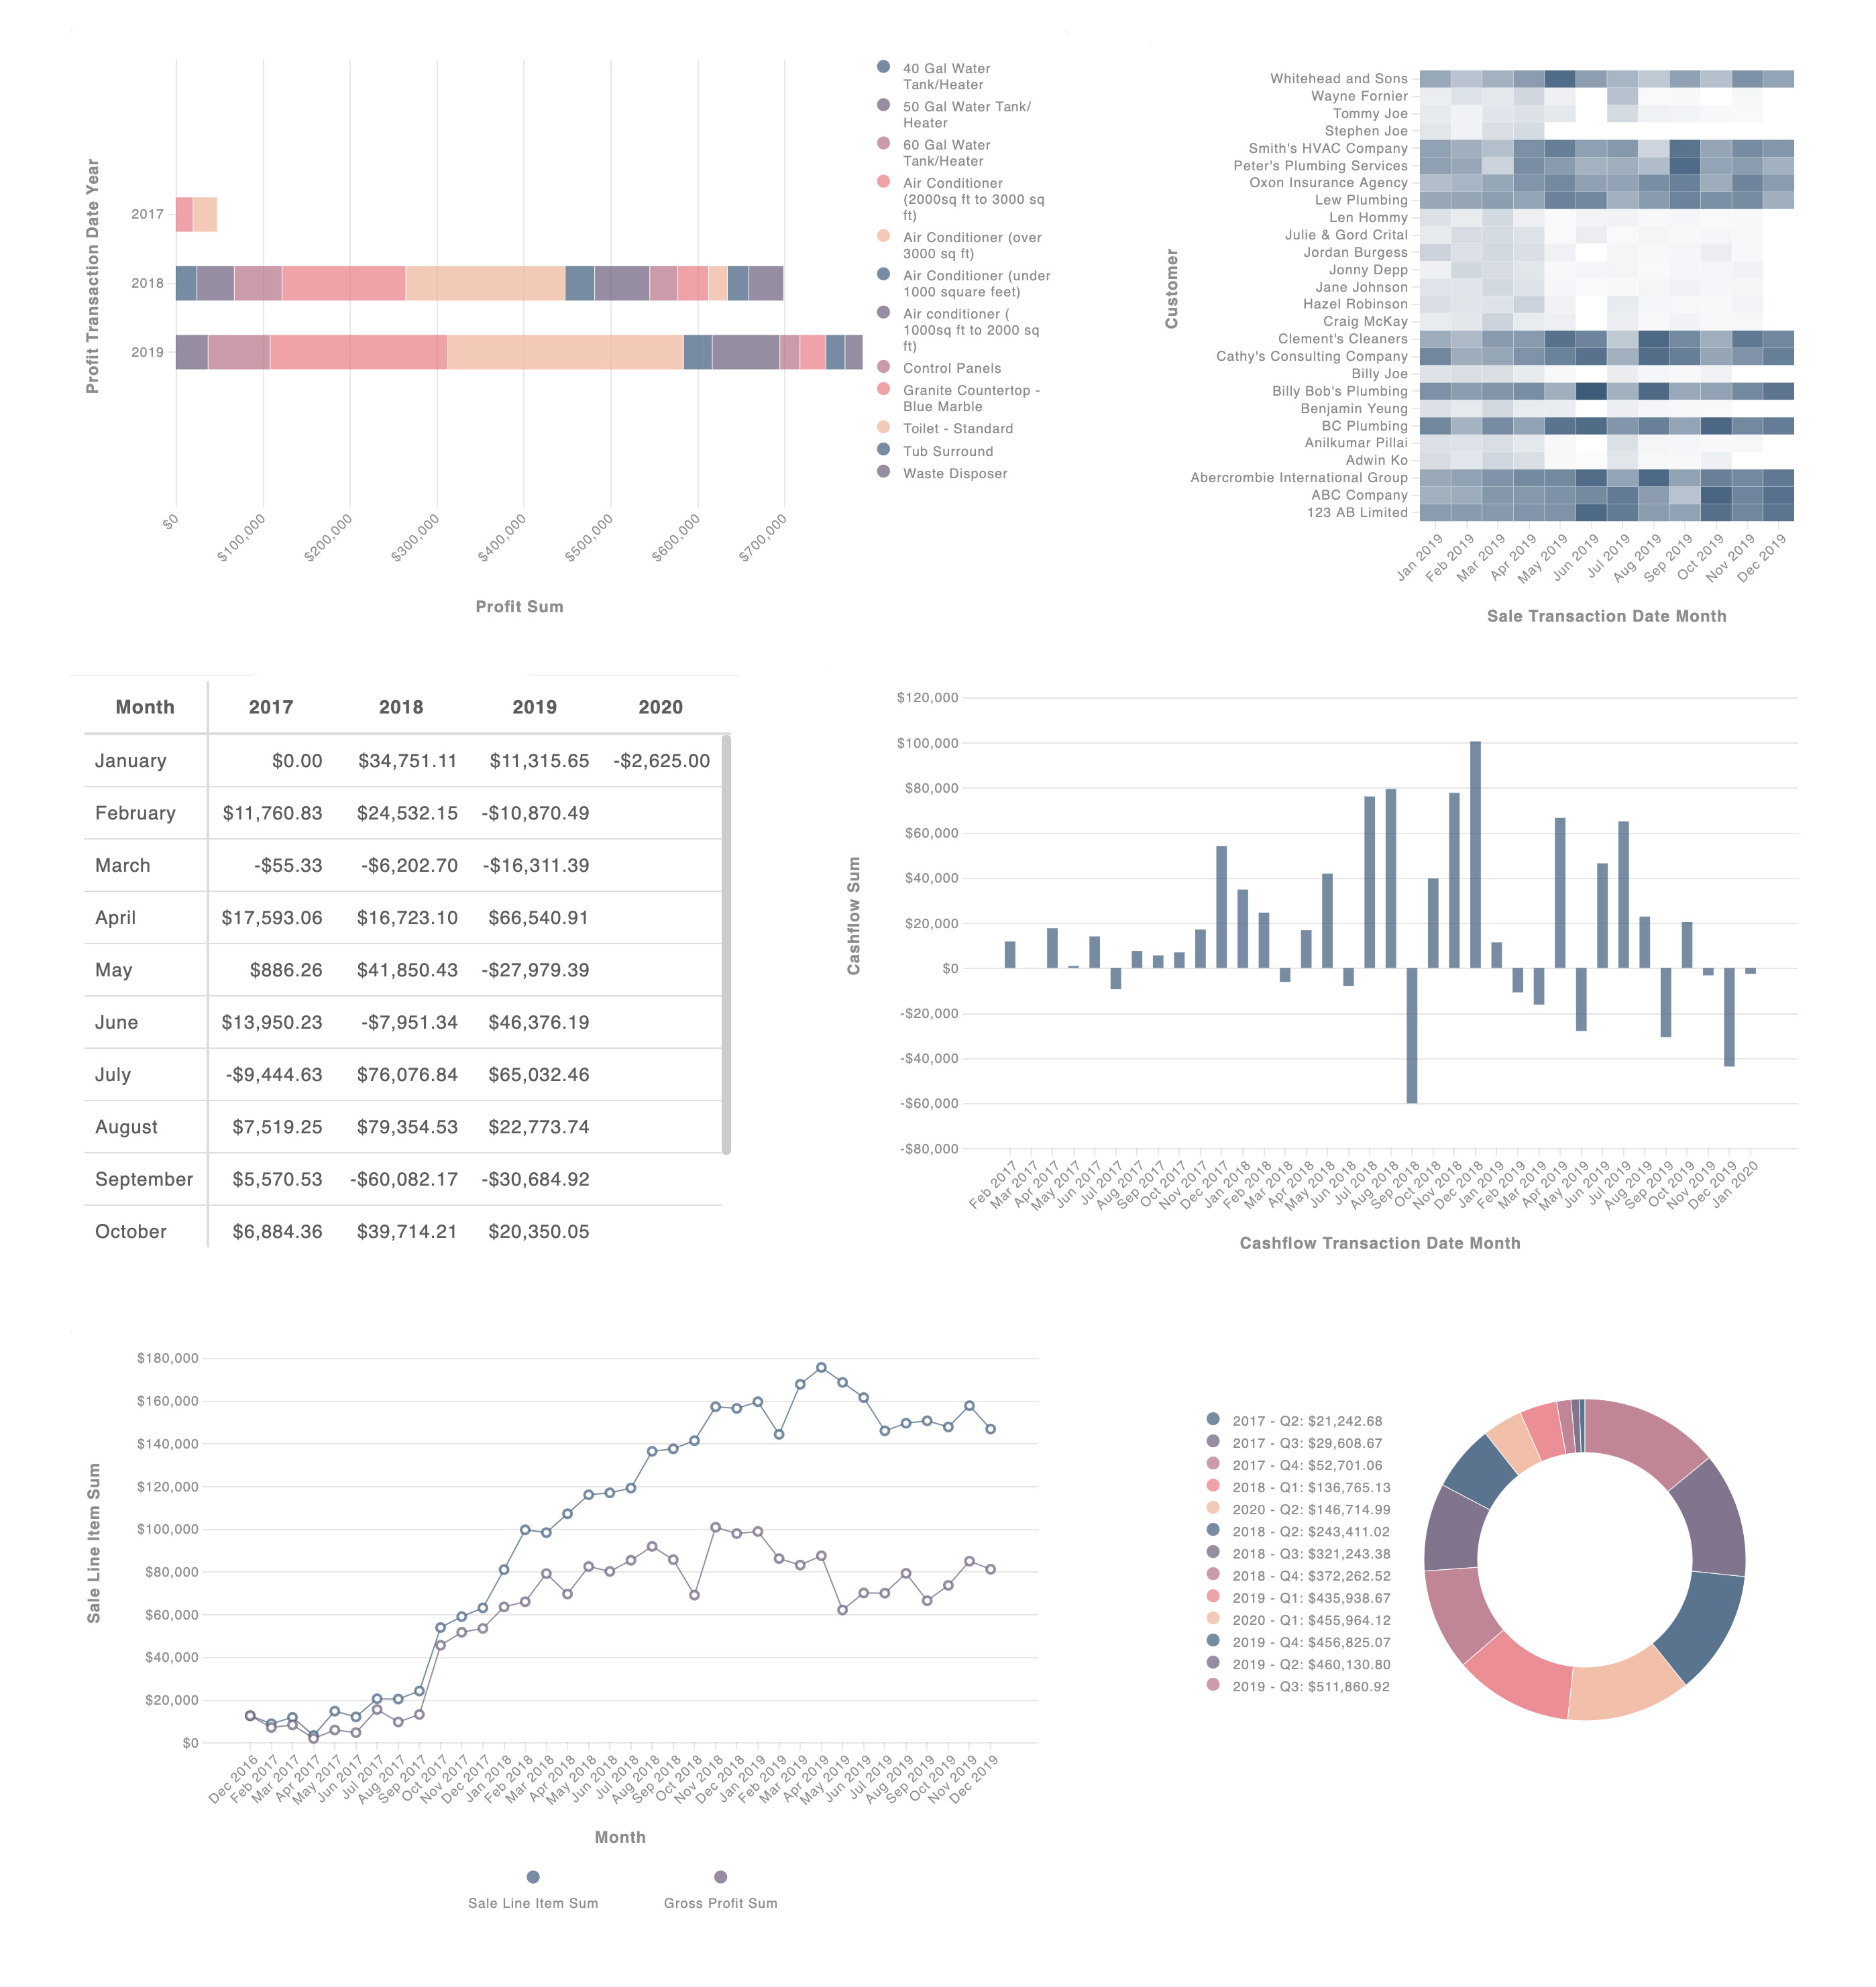 Profit Transaction Date Year
2017
2018
2019
$0
$100,000
$200,000
$300,000
$400,000
$500,000
$600,000
$700,000
Profit Sum
40 Gal Water
Tank/Heater
50 Gal Water Tank/
Heater
60 Gal Water
Tank/Heater
Air Conditioner
(2000sq ft to 3000 sq
ft)
Air Conditioner (over
3000 sq ft)
Air Conditioner (under
1000 square feet)
Air conditioner (
1000sq ft to 2000 sq
ft)
Control Panels
Granite Countertop -
Blue Marble
Toilet - Standard
Tub Surround
Waste Disposer
Customer
Whitehead and Sons
Wayne Fornier
Tommy Joe
Stephen Joe
Smith's HVAC Company
Peter's Plumbing Services
Oxon Insurance Agency
Lew Plumbing
Len Hommy
Julie & Gord Crital
Jordan Burgess
Jonny Depp
Jane Johnson
Hazel Robinson
Craig McKay
Clement's Cleaners
Cathy's Consulting Company
Billy Joe
Billy Bob's Plumbing
Benjamin Yeung
BC Plumbing
Anilkumar Pillai
Adwin Ko
Abercrombie International Group
ABC Company
123 AB Limited
Jan 2019
Feb 2019
Mar 2019
Apr 2019
May 2019
Jun 2019
Jul 2019
Aug 2019
Sep 2019
Oct 2019
Nov 2019
Dec 2019
Sale Transaction Date Month
Month 2017 2018 2019 2020
January $0.00 $34,751.11 $11,315.65 -$2,625.00
February $11,760.83 $24,532.15 -$10,870.49
March -$55.33 -$6,202.70 -$16,311.39
April $17,593.06 $16,723.10 $66,540.91
May $886.26 $41,850.43 -$27,979.39
June $13,950.23 -$7,951.34 $46,376.19
July -$9,444.63 $76,076.84 $65,032.46
August $7,519.25 $79,354.53 $22,773.74
September $5,570.53 -$60,082.17 -$30,684.92
October $6,884.36 $39,714.21 $20,350.05
Cashflow Sum
$120,000
$100,000
$80,000
$60,000
$40,000
$20,000
$0
-$20,000
-$40,000
-$60,000
-$80,000
Feb 2017
Mar 2017
Apr 2017
May 2017
Jun 2017
Jul 2017
Aug 2017
Sep 2017
Oct 2017
Nov 2017
Dec 2017
Jan 2018
Feb 2018
Mar 2018
Apr 2018
May 2018
Jun 2018
Jul 2018
Aug 2018
Sep 2018
Oct 2018
Nov 2018
Dec 2018
Jan 2019
Feb 2019
Mar 2019
Apr 2019
May 2019
Jun 2019
Jul 2019
Aug 2019
Sep 2019
Oct 2019
Nov 2019
Dec 2019
Jan 2020
Cashflow Transaction Date Month
Sale Line Item Sum
$180,000
$160,000
$140,000
$120,000
$100,000
$80,000
$60,000
$40,000
$20,000
$0
Dec 2016
Feb 2017
Mar 2017
Apr 2017
May 2017
Jun 2017
Jul 2017
Aug 2017
Sep 2017
Oct 2017
Nov 2017
Dec 2017
Jan 2018
Feb 2018
Mar 2018
Apr 2018
May 2018
Jun 2018
Jul 2018
Aug 2018
Sep 2018
Oct 2018
Nov 2018
Dec 2018
Jan 2019
Feb 2019
Mar 2019
Apr 2019
May 2019
Jun 2019
Jul 2019
Aug 2019
Sep 2019
Oct 2019
Nov 2019
Dec 2019
Month
Sale Line Item Sum
Gross Profit Sum
2017 - Q2: $21,242.68
2017 - Q3: $29,608.67
2017 - Q4: $52,701.06
2018 - Q1: $136,765.13
2020 - Q2: $146,714.99
2018 - Q2: $243,411.02
2018 - Q3: $321,243.38
2018 - Q4: $372,262.52
2019 - Q1: $435,938.67
2020 - Q1: $455,964.12
2019 - Q4: $456,825.07
2019 - Q2: $460,130.80
2019 - Q3: $511,860.92